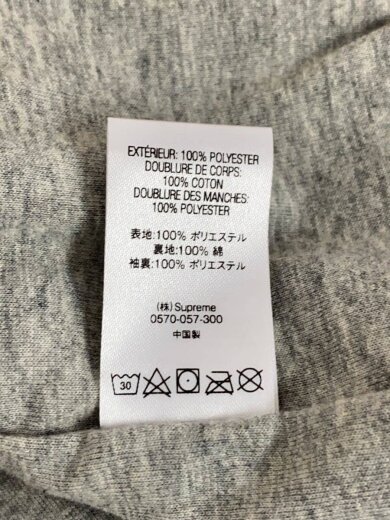 EXTÉRIEUR: 100% POLYESTER
DOUBLURE DE CORPS:
100% COTON
DOUBLURE DES MANCHES:
100% POLYESTER
表地:100% ポリエステル
裏地:100% 綿
袖裏:100% ポリエステル
(株) Supreme
0570-057-300
中国製
30